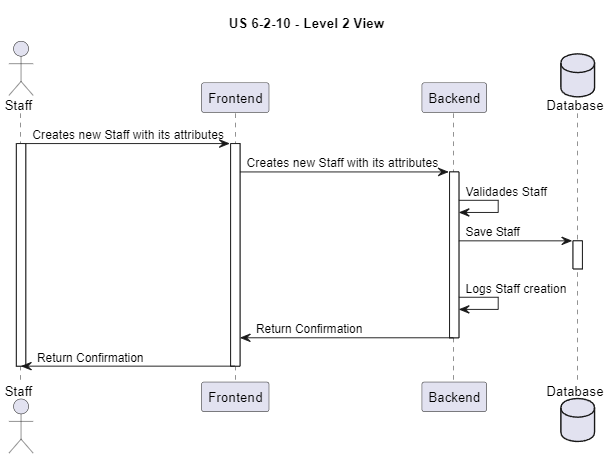 US 6-2-10 - Level 2 View
Staff
Frontend
Backend
Database
Creates new Staff with its attributes
Creates new Staff with its attributes
Validades Staff
Save Staff
Logs Staff creation
Return Confirmation
Return Confirmation
Staff
Frontend
Backend
Database